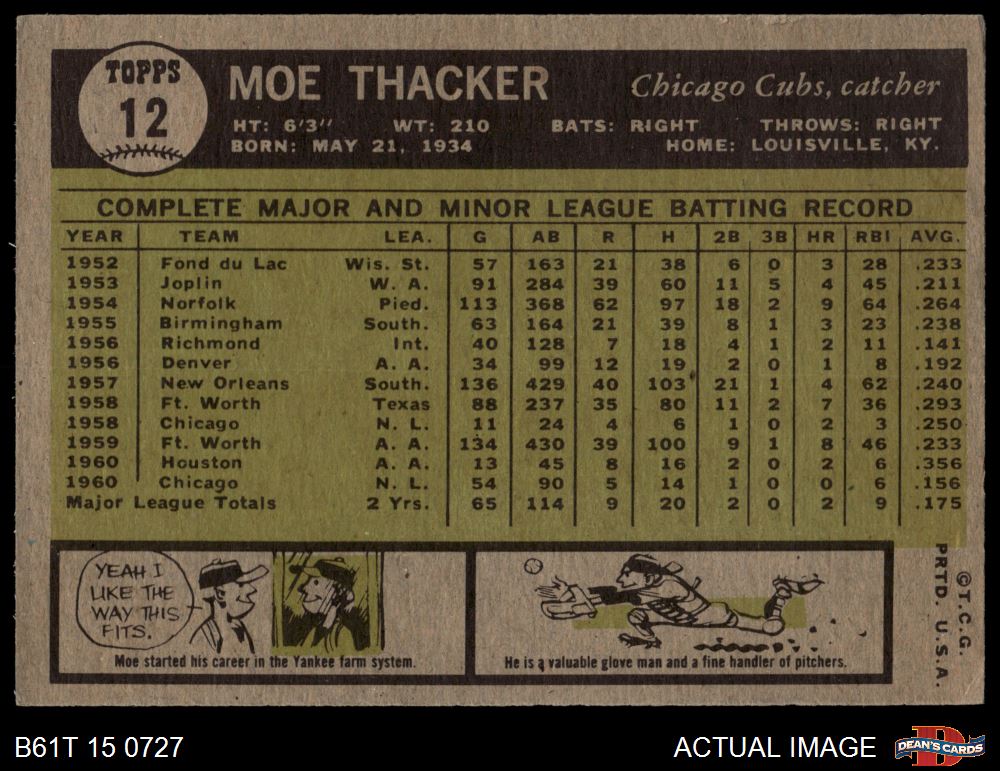 TOPPS
12
MOE THACKER
Chicago Cubs, catcher
HT: 6'3" WT: 210 BATS: RIGHT THROWS: RIGHT
BORN: MAY 21, 1934 HOME: LOUISVILLE, KY.
COMPLETE MAJOR AND MINOR LEAGUE BATTING RECORD
YEAR TEAM LEA. G AB R H 2B 3B HR RBI AVG.
1952 Fond du Lac Wis. St. 57 163 21 38 6 0 3 28 .233
1953 Joplin W. A. 91 284 39 60 11 5 4 45 .211
1954 Norfolk Pied. 113 368 62 97 18 2 9 64 .264
1955 Birmingham South. 63 164 21 39 8 1 3 23 .238
1956 Richmond Int. 40 128 7 18 4 1 2 11 .141
1956 Denver A. A. 34 99 12 19 2 0 1 8 .192
1957 New Orleans South. 136 429 40 103 21 1 4 62 .240
1958 Ft. Worth Texas 88 237 35 80 11 2 7 36 .293
1958 Chicago N. L. 11 24 4 6 1 0 2 3 .250
1959 Ft. Worth A. A. 134 430 39 100 9 1 8 46 .233
1960 Houston A. A. 13 45 8 16 2 0 2 6 .356
1960 Chicago N. L. 54 90 5 14 1 0 0 6 .156
Major League Totals 2 Yrs. 65 114 9 20 2 0 2 9 .175
YEAH I
LIKE THE
WAY THIS
FITS.
Moe started his career in the Yankee farm system.
He is a valuable glove man and a fine handler of pitchers.
© T. C. G.
PRTD. U. S. A.
B61T 15 0727
ACTUAL IMAGE
D
DEAN'S CARDS